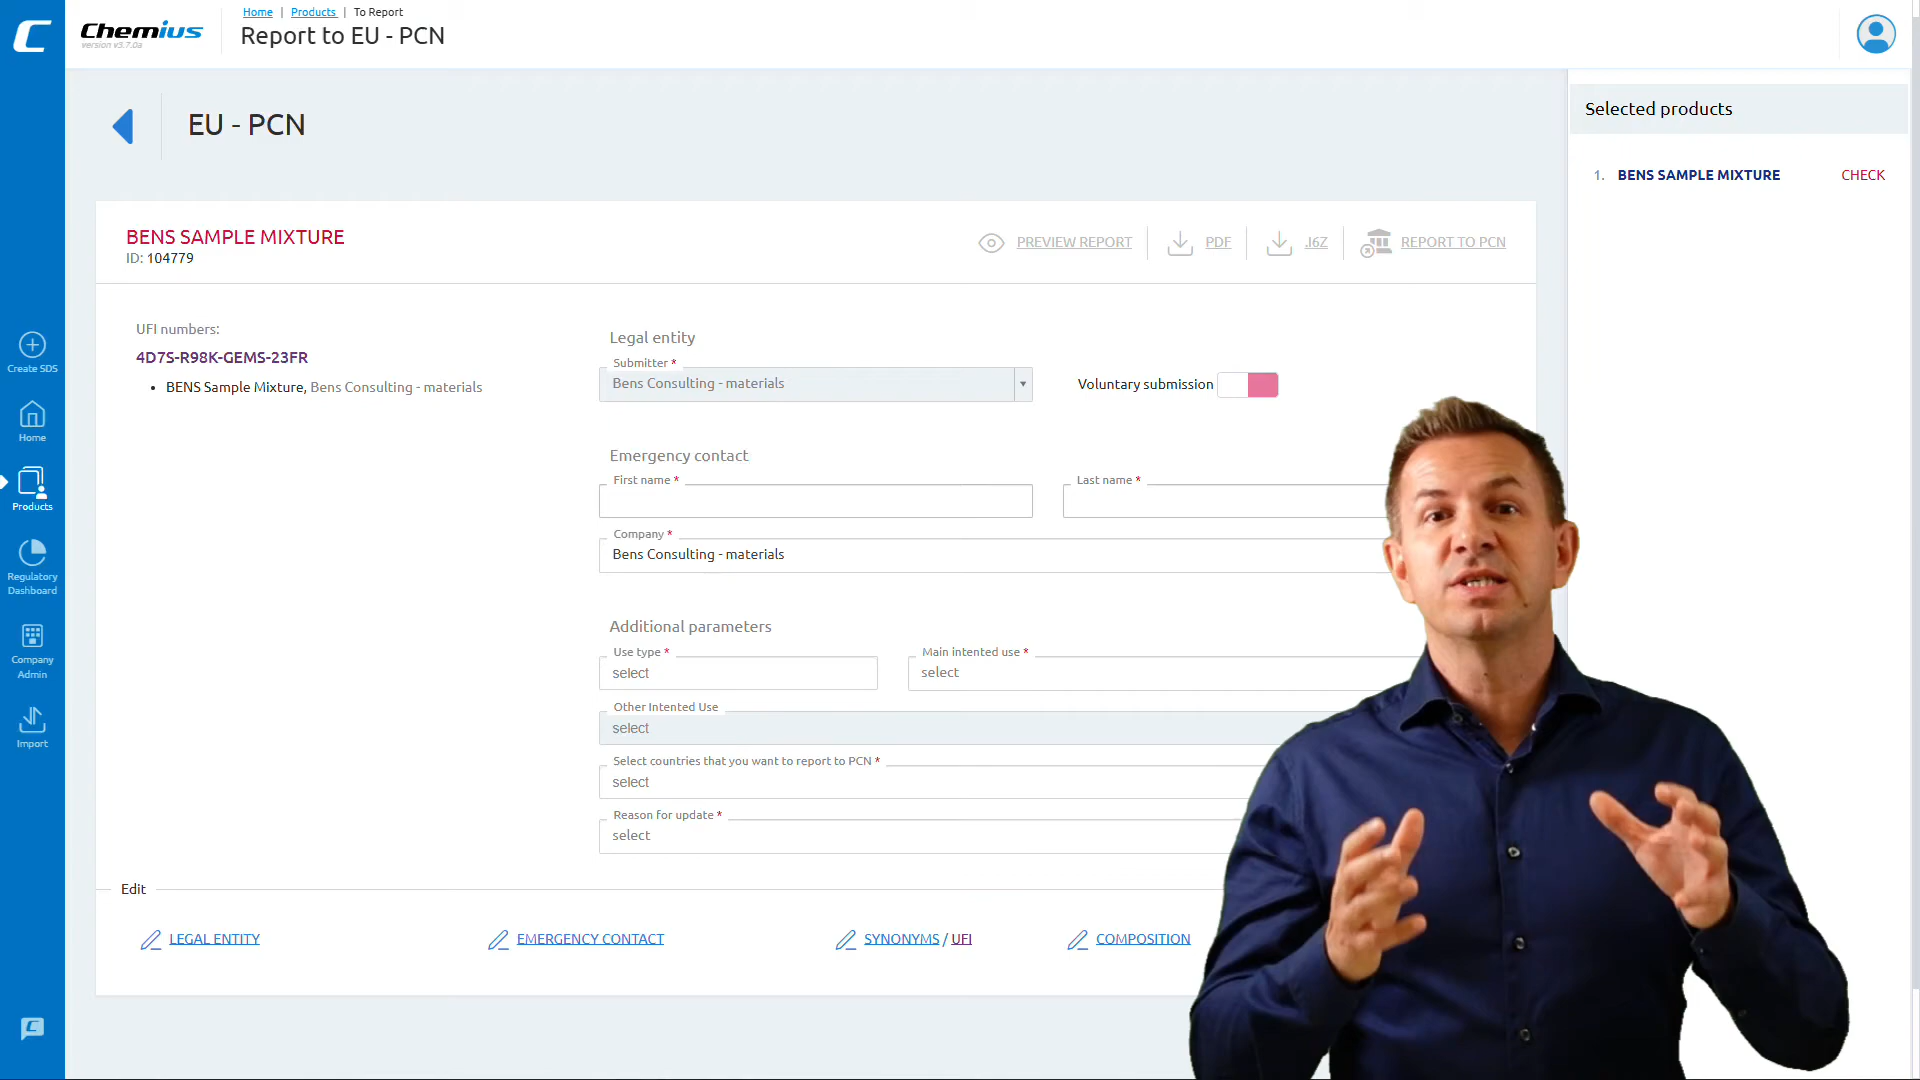 Chemius
version v3.7.0a
Home | Products | To Report
Report to EU - PCN
EU - PCN
Selected products
1. BENS SAMPLE MIXTURE CHECK
BENS SAMPLE MIXTURE
ID: 104779
PREVIEW REPORT
PDF
.I6Z
REPORT TO PCN
UFI numbers:
4D7S-R98K-GEMS-23FR
• BENS Sample Mixture, Bens Consulting - materials
Legal entity
Submitter *
Bens Consulting - materials
Voluntary submission
Emergency contact
First name *
Last name *
Company *
Bens Consulting - materials
Additional parameters
Use type *
select
Main intented use *
select
Other Intented Use
select
Select countries that you want to report to PCN *
select
Reason for update *
select
Edit
LEGAL ENTITY
EMERGENCY CONTACT
SYNONYMS / UFI
COMPOSITION
Create SDS
Home
Products
Regulatory
Dashboard
Company
Admin
Import